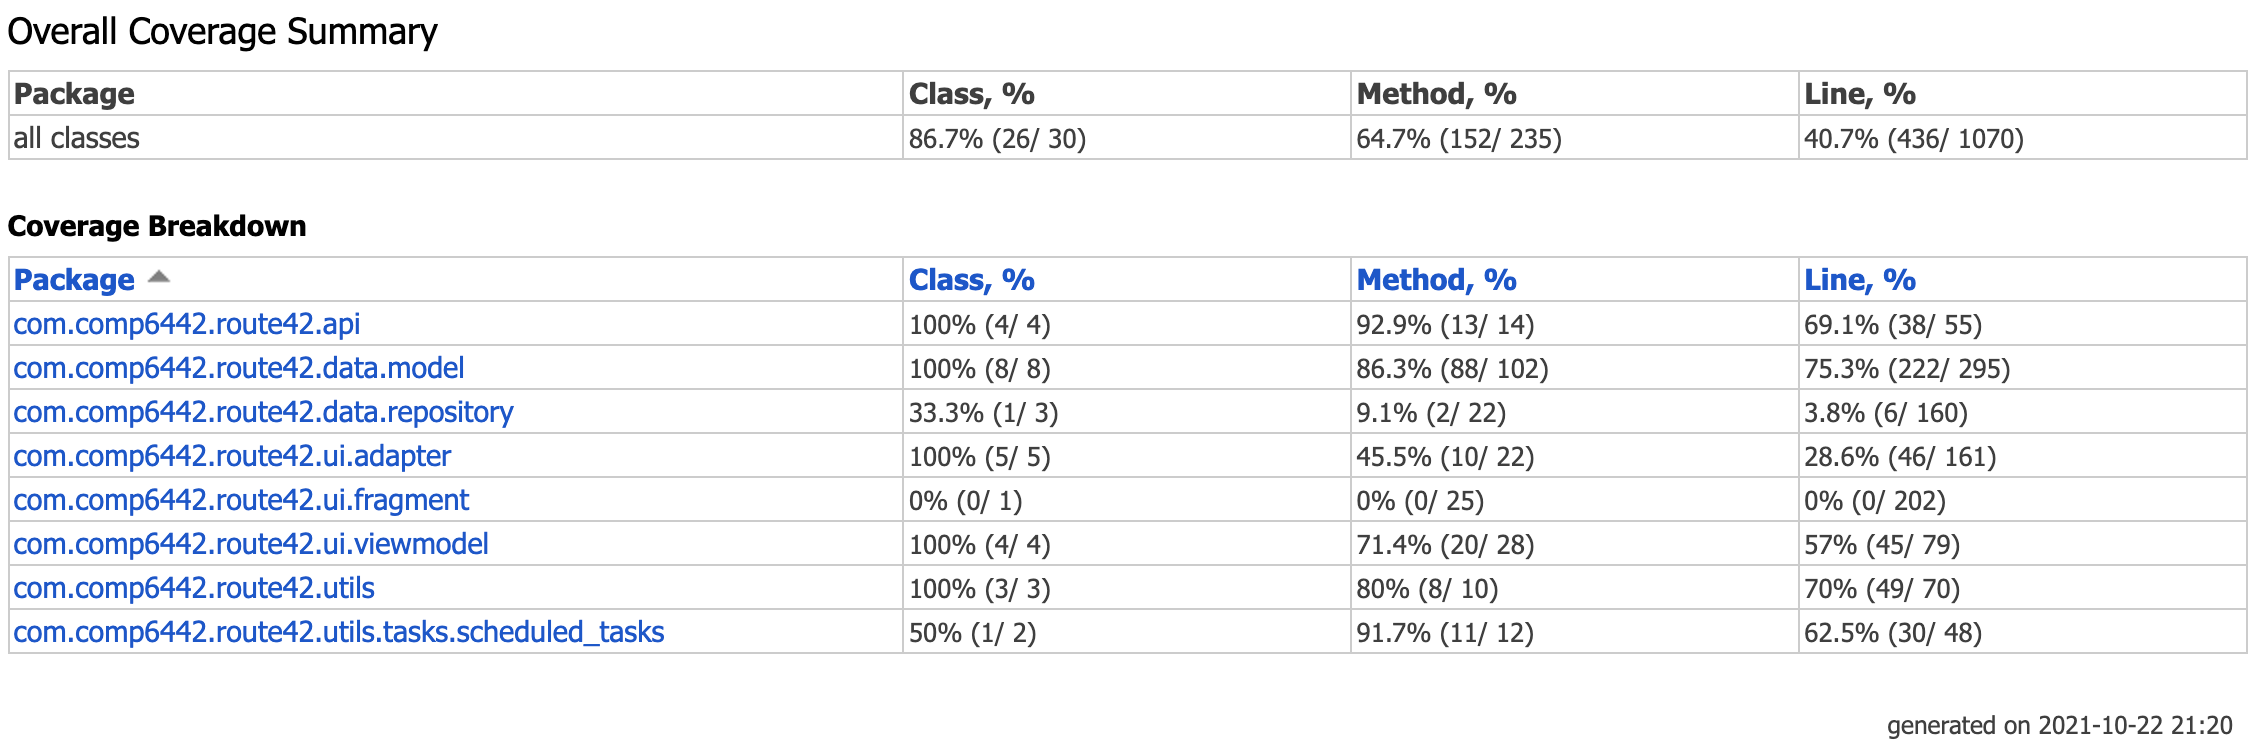 Overall Coverage Summary
Package Class, % Method, % Line, %
all classes 86.7% (26/ 30) 64.7% (152/ 235) 40.7% (436/ 1070)
Coverage Breakdown
Package Class, % Method, % Line, %
com.comp6442.route42.api 100% (4/ 4) 92.9% (13/ 14) 69.1% (38/ 55)
com.comp6442.route42.data.model 100% (8/ 8) 86.3% (88/ 102) 75.3% (222/ 295)
com.comp6442.route42.data.repository 33.3% (1/ 3) 9.1% (2/ 22) 3.8% (6/ 160)
com.comp6442.route42.ui.adapter 100% (5/ 5) 45.5% (10/ 22) 28.6% (46/ 161)
com.comp6442.route42.ui.fragment 0% (0/ 1) 0% (0/ 25) 0% (0/ 202)
com.comp6442.route42.ui.viewmodel 100% (4/ 4) 71.4% (20/ 28) 57% (45/ 79)
com.comp6442.route42.utils 100% (3/ 3) 80% (8/ 10) 70% (49/ 70)
com.comp6442.route42.utils.tasks.scheduled_tasks 50% (1/ 2) 91.7% (11/ 12) 62.5% (30/ 48)
generated on 2021-10-22 21:20